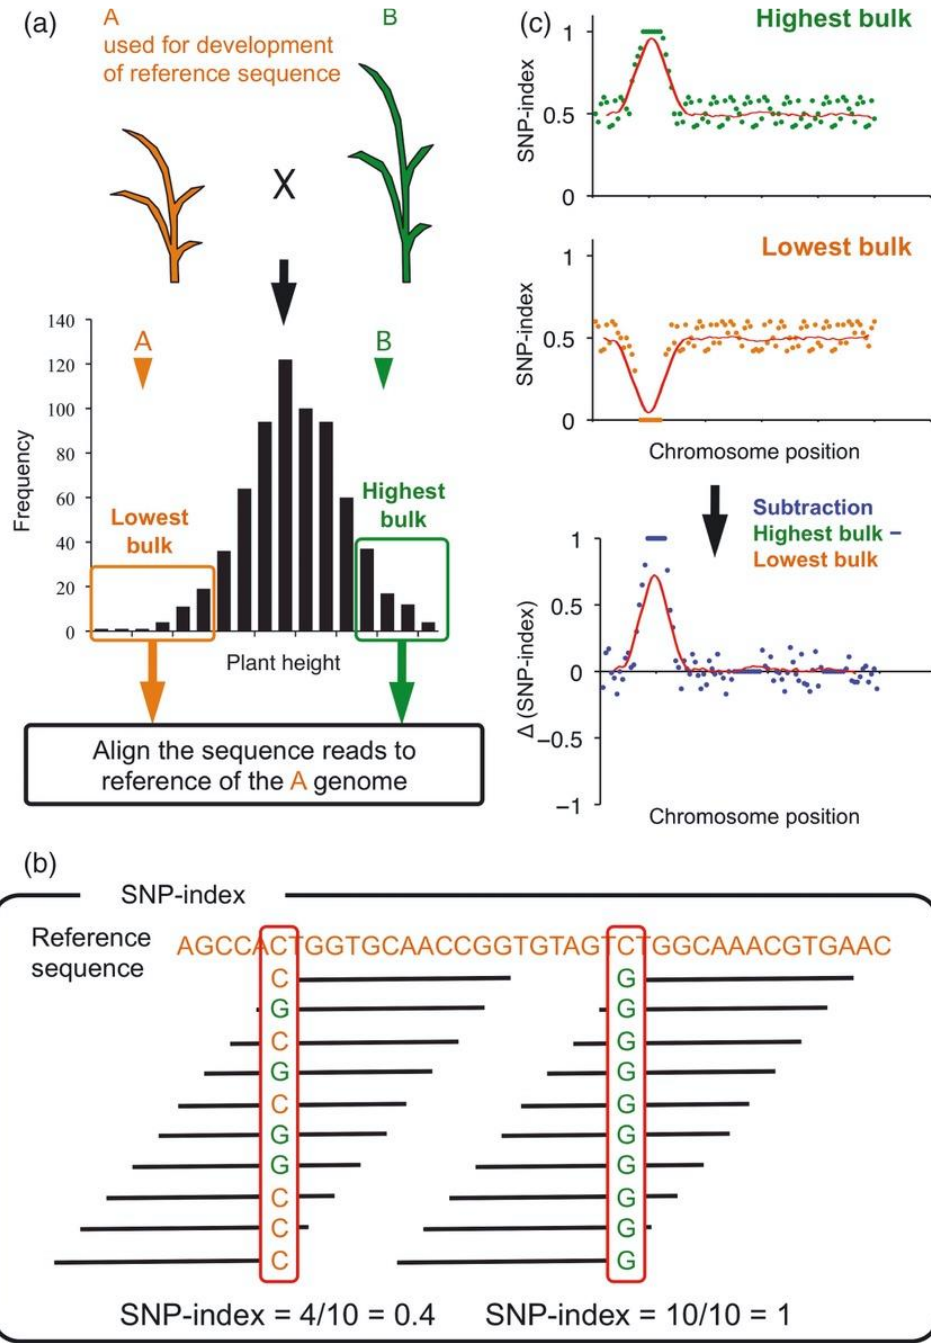 (a)
A
used for development
of reference sequence
B
X
140
120
100
80
60
40
20
0
Frequency
A
B
Lowest
bulk
Highest
bulk
Plant height
Align the sequence reads to
reference of the A genome
(c)
Highest bulk
SNP-index
1
0.5
0
Lowest bulk
SNP-index
1
0.5
0
Chromosome position
Subtraction
Highest bulk –
Lowest bulk
Δ (SNP-index)
1
0.5
0
−0.5
−1
Chromosome position
(b)
SNP-index
Reference
sequence
AGCCACTGGTGCAACCGGTGTAGTCTGGCAAACGTGAAC
C G
G G
C G
G G
C G
G G
G G
C G
C G
C G
SNP-index = 4/10 = 0.4 SNP-index = 10/10 = 1